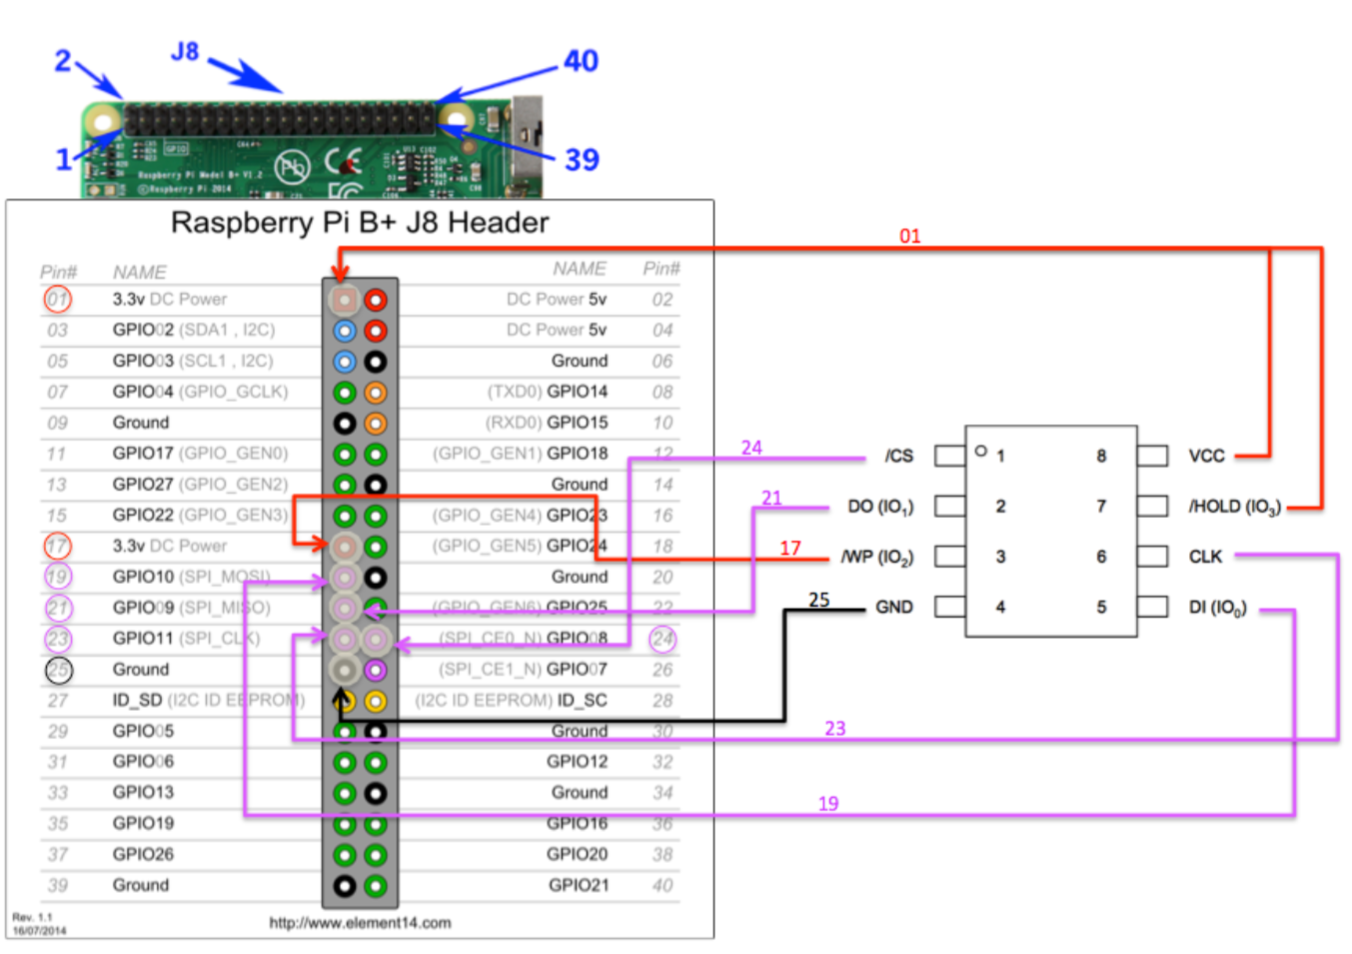 2
J8
40
1
39
GPIO
Raspberry Pi Model B+ V1.2
©Raspberry Pi 2014
Pb
CE
FC
Raspberry Pi B+ J8 Header
Pin# NAME NAME Pin#
01 3.3v DC Power DC Power 5v 02
03 GPIO02 (SDA1 , I2C) DC Power 5v 04
05 GPIO03 (SCL1 , I2C) Ground 06
07 GPIO04 (GPIO_GCLK) (TXD0) GPIO14 08
09 Ground (RXD0) GPIO15 10
11 GPIO17 (GPIO_GEN0) (GPIO_GEN1) GPIO18 12
13 GPIO27 (GPIO_GEN2) Ground 14
15 GPIO22 (GPIO_GEN3) (GPIO_GEN4) GPIO23 16
17 3.3v DC Power (GPIO_GEN5) GPIO24 18
19 GPIO10 (SPI_MOSI) Ground 20
21 GPIO09 (SPI_MISO) (GPIO_GEN6) GPIO25 22
23 GPIO11 (SPI_CLK) (SPI_CE0_N) GPIO08 24
25 Ground (SPI_CE1_N) GPIO07 26
27 ID_SD (I2C ID EEPROM) (I2C ID EEPROM) ID_SC 28
29 GPIO05 Ground 30
31 GPIO06 GPIO12 32
33 GPIO13 Ground 34
35 GPIO19 GPIO16 36
37 GPIO26 GPIO20 38
39 Ground GPIO21 40
Rev. 1.1
16/07/2014
http://www.element14.com
01
24
21
17
25
23
19
/CS 1 8 VCC
DO (IO1) 2 7 /HOLD (IO3)
/WP (IO2) 3 6 CLK
GND 4 5 DI (IO0)